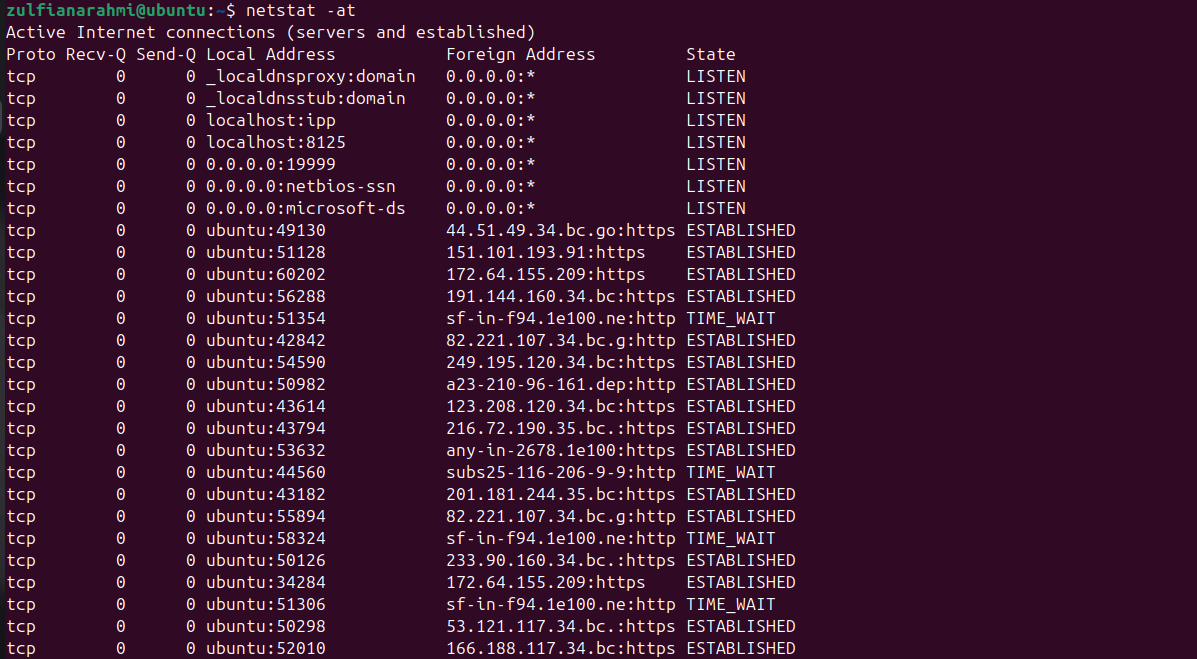 zulfianarahmi@ubuntu:~$ netstat -at
Active Internet connections (servers and established)
Proto Recv-Q Send-Q Local Address           Foreign Address         State
tcp        0      0 _localdnsproxy:domain   0.0.0.0:*               LISTEN
tcp        0      0 _localdnsstub:domain    0.0.0.0:*               LISTEN
tcp        0      0 localhost:ipp           0.0.0.0:*               LISTEN
tcp        0      0 localhost:8125          0.0.0.0:*               LISTEN
tcp        0      0 0.0.0.0:19999           0.0.0.0:*               LISTEN
tcp        0      0 0.0.0.0:netbios-ssn     0.0.0.0:*               LISTEN
tcp        0      0 0.0.0.0:microsoft-ds    0.0.0.0:*               LISTEN
tcp        0      0 ubuntu:49130            44.51.49.34.bc.go:https ESTABLISHED
tcp        0      0 ubuntu:51128            151.101.193.91:https    ESTABLISHED
tcp        0      0 ubuntu:60202            172.64.155.209:https    ESTABLISHED
tcp        0      0 ubuntu:56288            191.144.160.34.bc:https ESTABLISHED
tcp        0      0 ubuntu:51354            sf-in-f94.1e100.ne:http TIME_WAIT
tcp        0      0 ubuntu:42842            82.221.107.34.bc.g:http ESTABLISHED
tcp        0      0 ubuntu:54590            249.195.120.34.bc:https ESTABLISHED
tcp        0      0 ubuntu:50982            a23-210-96-161.dep:http ESTABLISHED
tcp        0      0 ubuntu:43614            123.208.120.34.bc:https ESTABLISHED
tcp        0      0 ubuntu:43794            216.72.190.35.bc.:https ESTABLISHED
tcp        0      0 ubuntu:53632            any-in-2678.1e100:https ESTABLISHED
tcp        0      0 ubuntu:44560            subs25-116-206-9-9:http TIME_WAIT
tcp        0      0 ubuntu:43182            201.181.244.35.bc:https ESTABLISHED
tcp        0      0 ubuntu:55894            82.221.107.34.bc.g:http ESTABLISHED
tcp        0      0 ubuntu:58324            sf-in-f94.1e100.ne:http TIME_WAIT
tcp        0      0 ubuntu:50126            233.90.160.34.bc.:https ESTABLISHED
tcp        0      0 ubuntu:34284            172.64.155.209:https    ESTABLISHED
tcp        0      0 ubuntu:51306            sf-in-f94.1e100.ne:http TIME_WAIT
tcp        0      0 ubuntu:50298            53.121.117.34.bc.:https ESTABLISHED
tcp        0      0 ubuntu:52010            166.188.117.34.bc:https ESTABLISHED